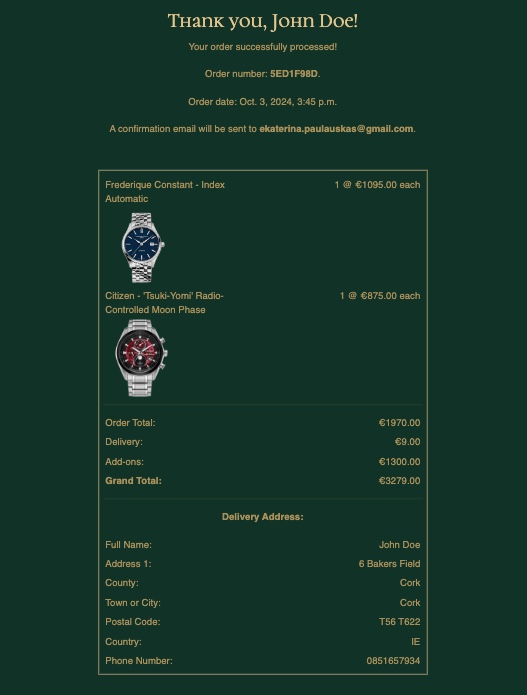 Thank you, John Doe!
Your order successfully processed!
Order number: 5ED1F98D.
Order date: Oct. 3, 2024, 3:45 p.m.
A confirmation email will be sent to ekaterina.paulauskas@gmail.com.
Frederique Constant - Index 1 @ €1095.00 each
Automatic
Citizen - 'Tsuki-Yomi' Radio- 1 @ €875.00 each
Controlled Moon Phase
Order Total: €1970.00
Delivery: €9.00
Add-ons: €1300.00
Grand Total: €3279.00
Delivery Address:
Full Name: John Doe
Address 1: 6 Bakers Field
County: Cork
Town or City: Cork
Postal Code: T56 T622
Country: IE
Phone Number: 0851657934